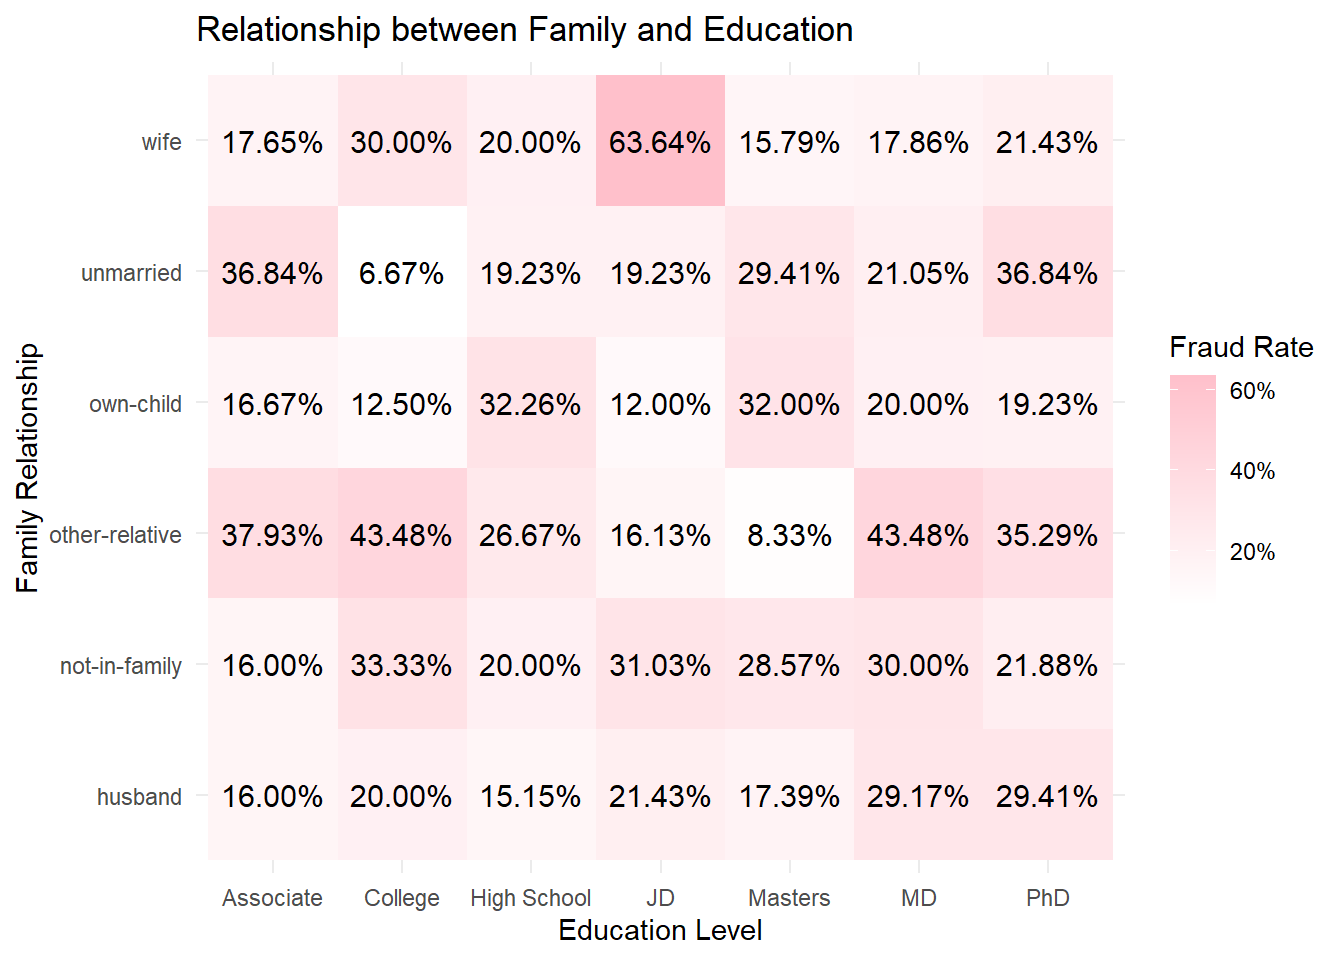 Relationship between Family and Education
Family Relationship
wife
17.65% 30.00% 20.00% 63.64% 15.79% 17.86% 21.43%
unmarried
36.84% 6.67% 19.23% 19.23% 29.41% 21.05% 36.84%
own-child
16.67% 12.50% 32.26% 12.00% 32.00% 20.00% 19.23%
other-relative
37.93% 43.48% 26.67% 16.13% 8.33% 43.48% 35.29%
not-in-family
16.00% 33.33% 20.00% 31.03% 28.57% 30.00% 21.88%
husband
16.00% 20.00% 15.15% 21.43% 17.39% 29.17% 29.41%
Associate College High School JD Masters MD PhD
Education Level
Fraud Rate
60%
40%
20%